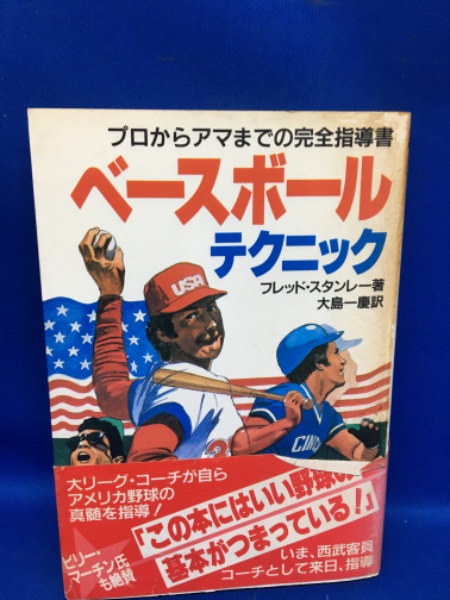 プロからアマまでの完全指導書
ベースボール
テクニック
フレッド・スタンレー著
大島一慶訳
USA
CINCI
大リーグ・コーチが自ら
アメリカ野球の
真髄を指導!
「この本にはいい野球の
基本がつまっている!」
ビリー・
マーチン氏
も絶賛
いま、西武客員
コーチとして来日、指導